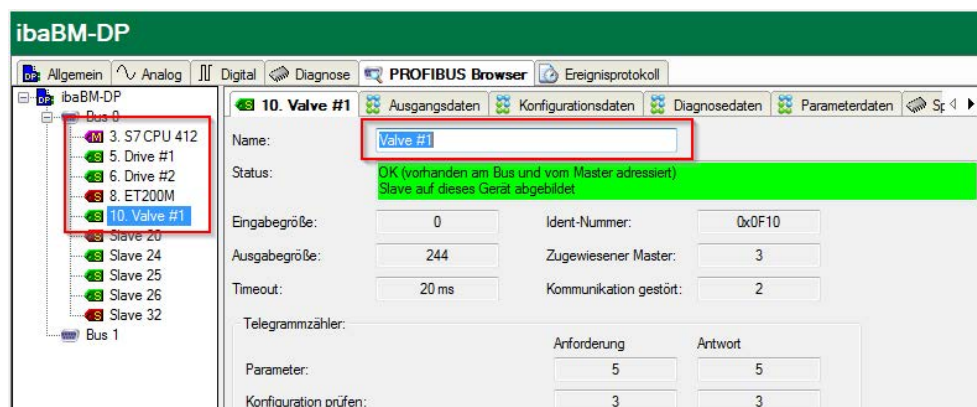 ibaBM-DP
Allgemein Analog Digital Diagnose PROFIBUS Browser Ereignisprotokoll
ibaBM-DP
Bus 0
3. S7 CPU 412
5. Drive #1
6. Drive #2
8. ET200M
10. Valve #1
Slave 20
Slave 24
Slave 25
Slave 26
Slave 32
Bus 1
10. Valve #1 Ausgangsdaten Konfigurationsdaten Diagnosedaten Parameterdaten
Name: Valve #1
Status: OK (vorhanden am Bus und vom Master adressiert)
Slave auf dieses Gerät abgebildet
Eingabegröße: 0 Ident-Nummer: 0x0F10
Ausgabegröße: 244 Zugewiesener Master: 3
Timeout: 20 ms Kommunikation gestört: 2
Telegrammzähler:
Anforderung Antwort
Parameter: 5 5
Konfiguration prüfen: 3 3